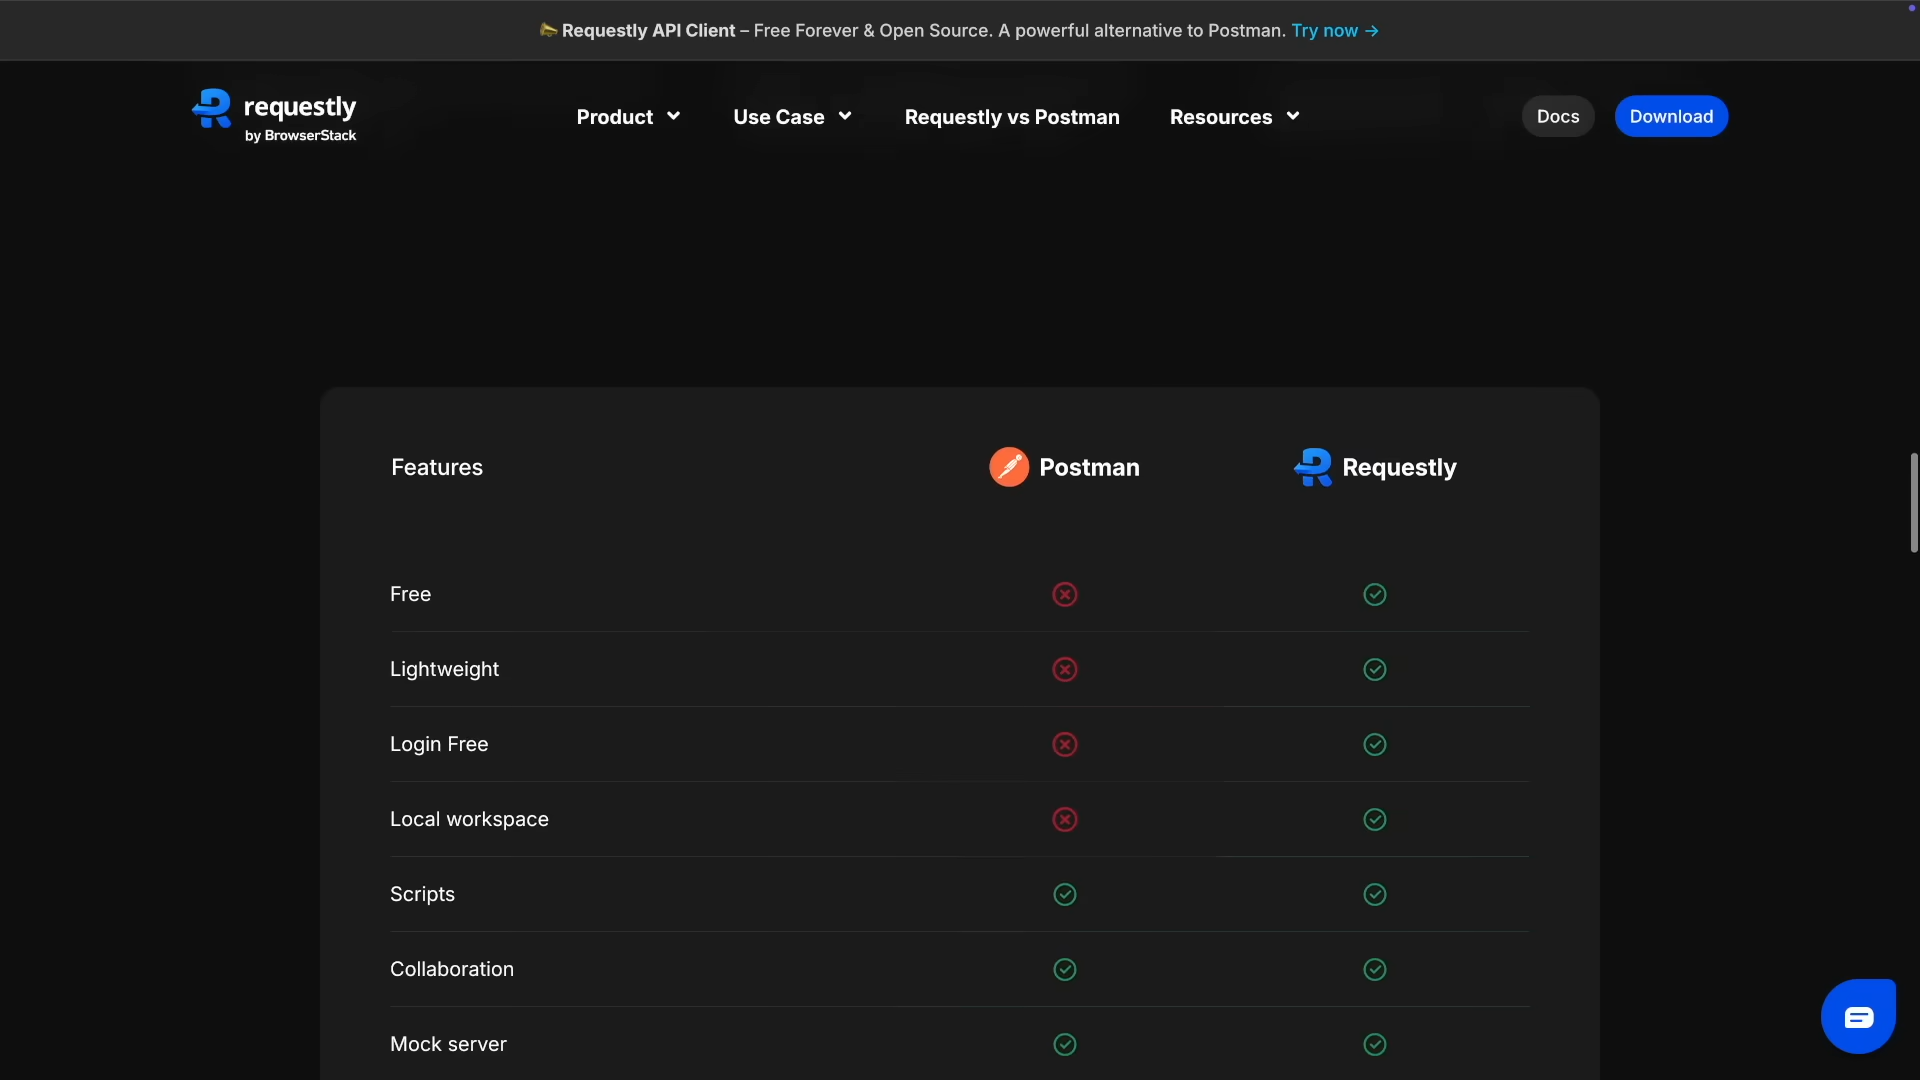 Requestly API Client – Free Forever & Open Source. A powerful alternative to Postman. Try now →
requestly
by BrowserStack
Product
Use Case
Requestly vs Postman
Resources
Docs
Download
Features
Postman
Requestly
Free
Lightweight
Login Free
Local workspace
Scripts
Collaboration
Mock server